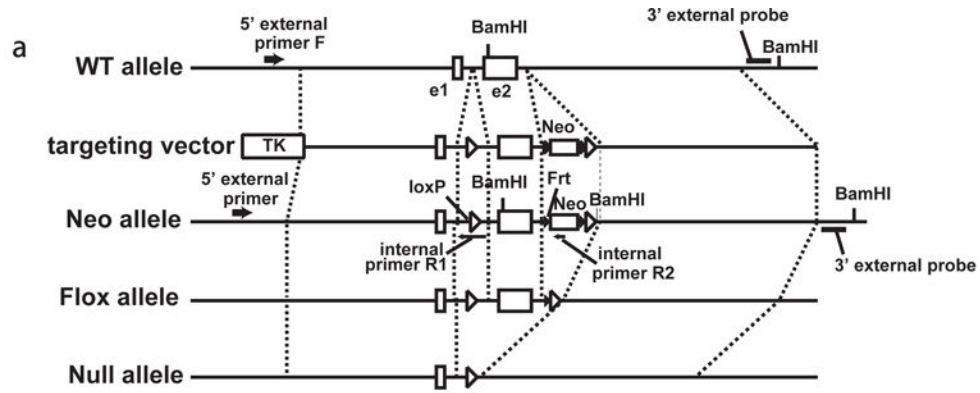 a
5' external
primer F
BamHI
3' external probe
BamHI
WT allele
e1
e2
Neo
targeting vector
TK
5' external
primer
loxP
BamHI
Frt
Neo
BamHI
BamHI
Neo allele
internal
primer R1
internal
primer R2
3' external probe
Flox allele
Null allele